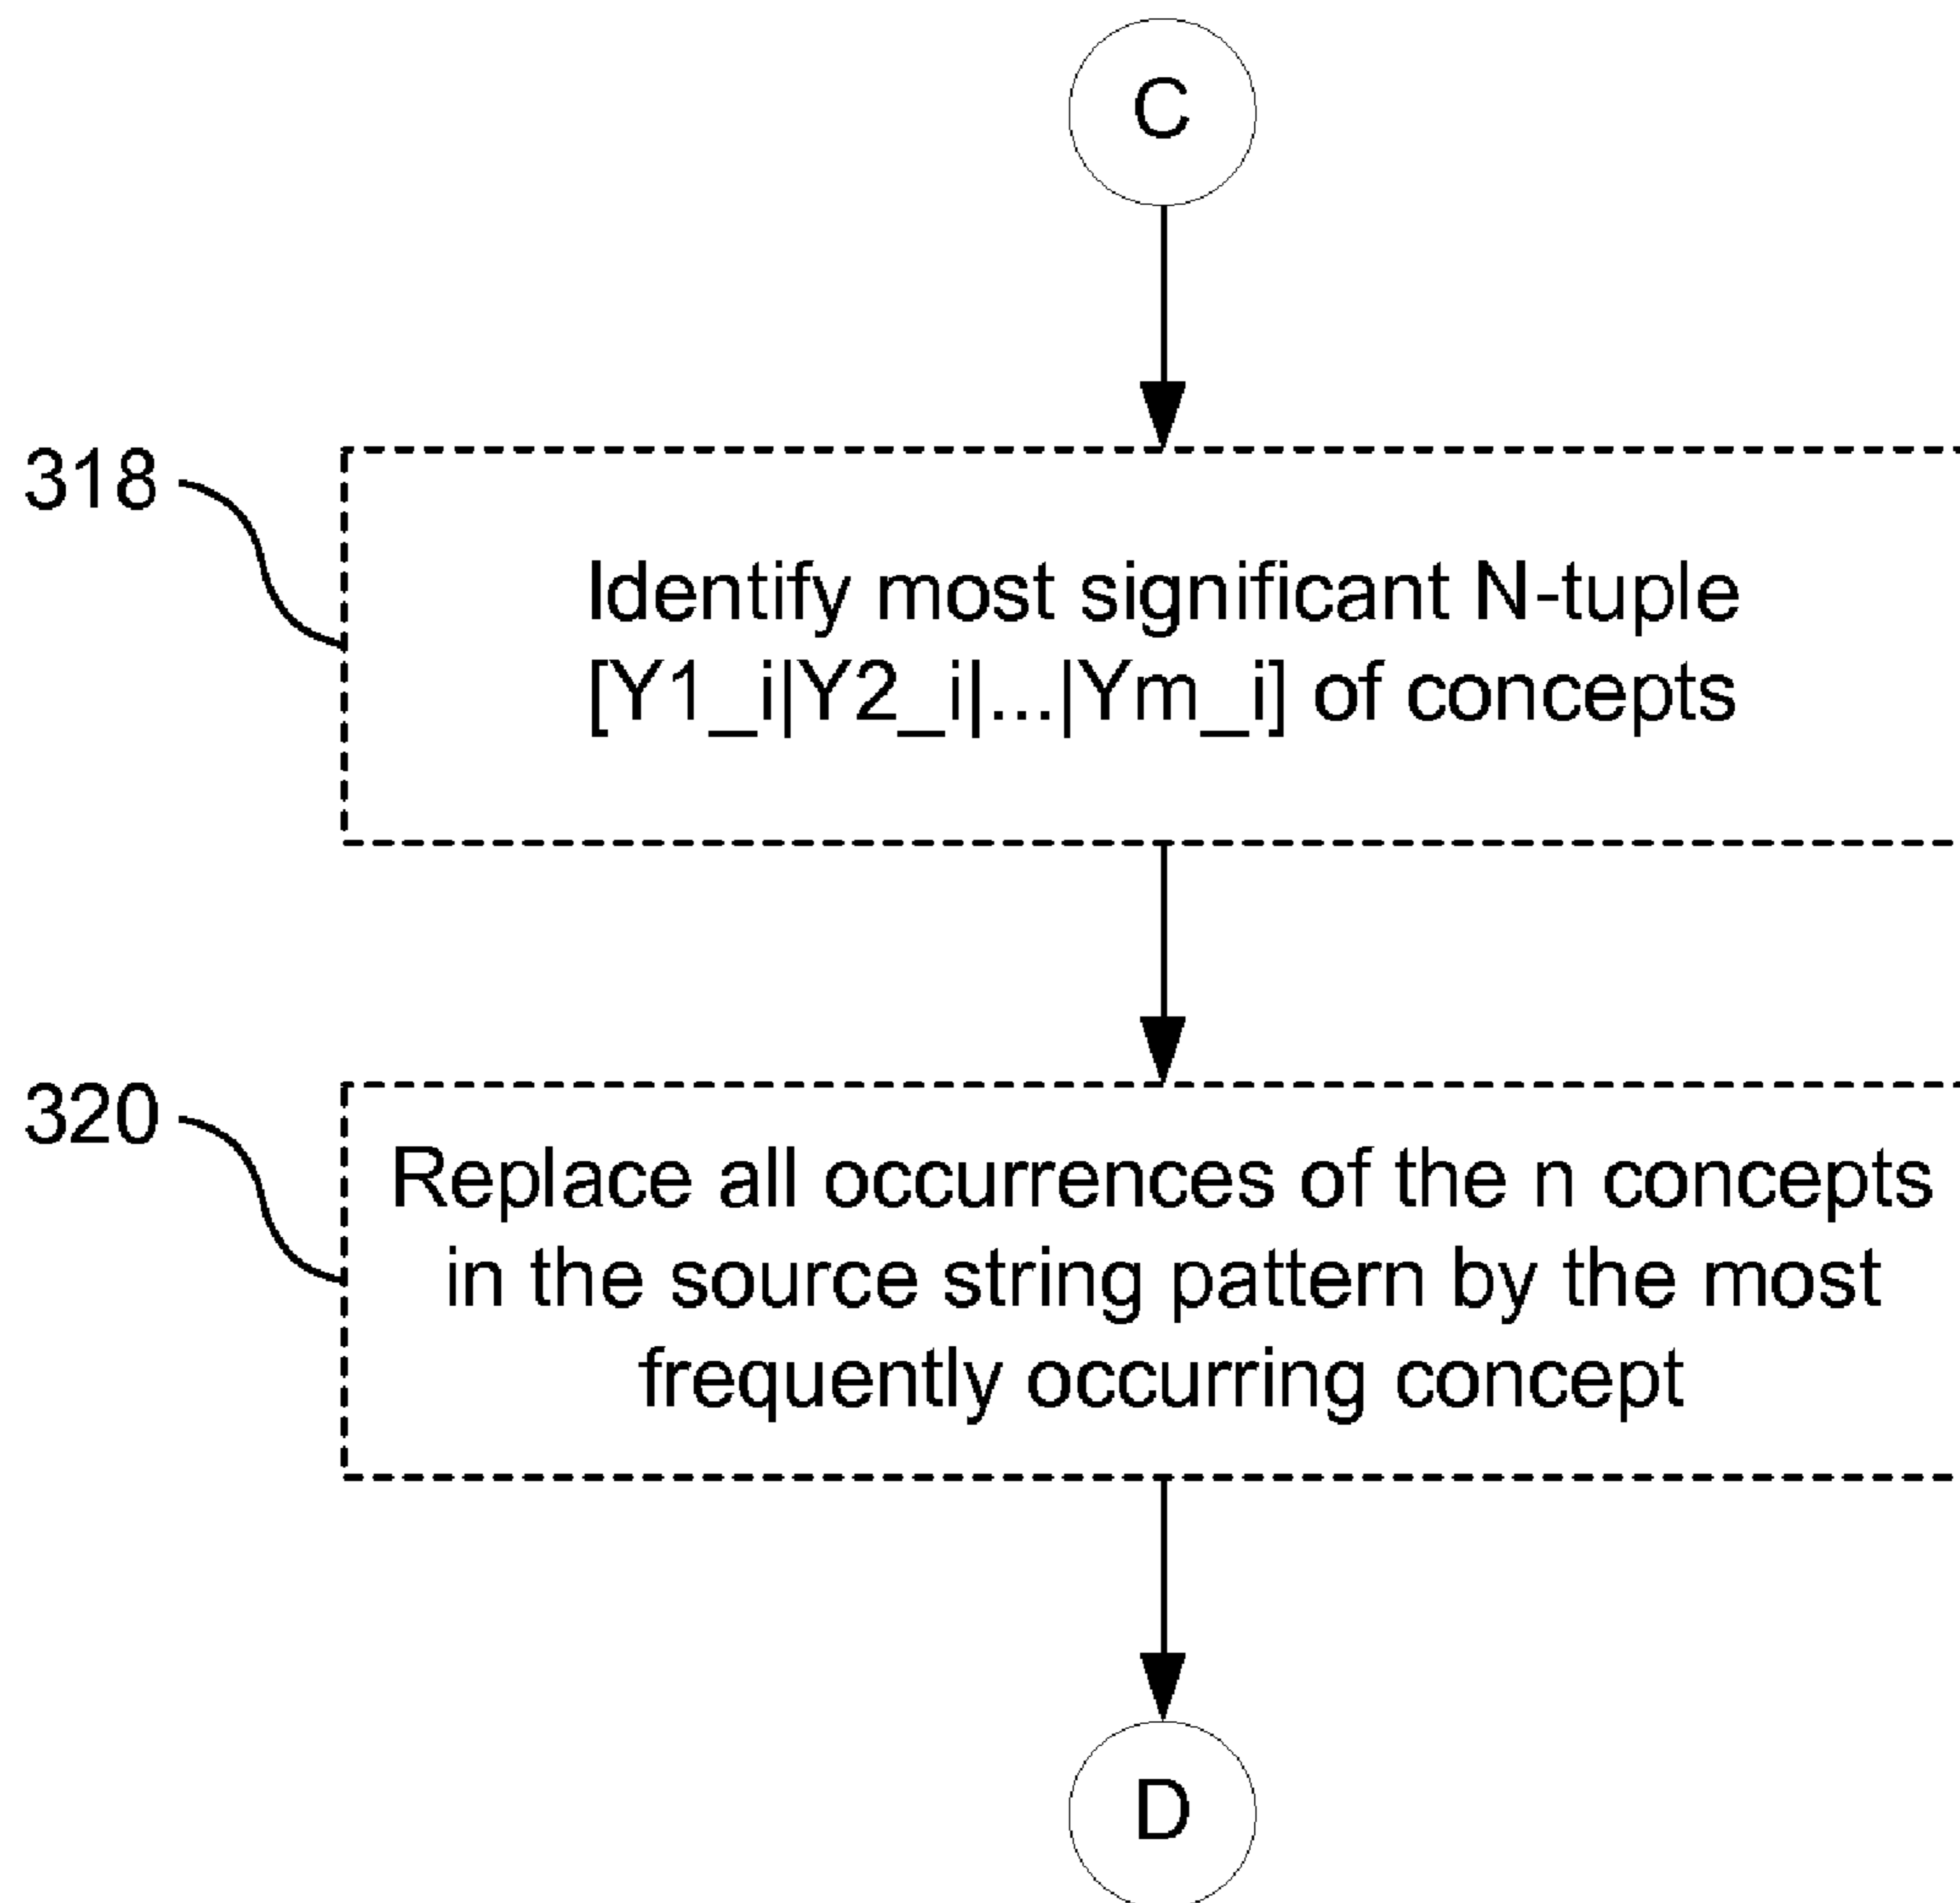 C
318
Identify most significant N-tuple
[Y1_i|Y2_i|...|Ym_i] of concepts
320
Replace all occurrences of the n concepts
in the source string pattern by the most
frequently occurring concept
D